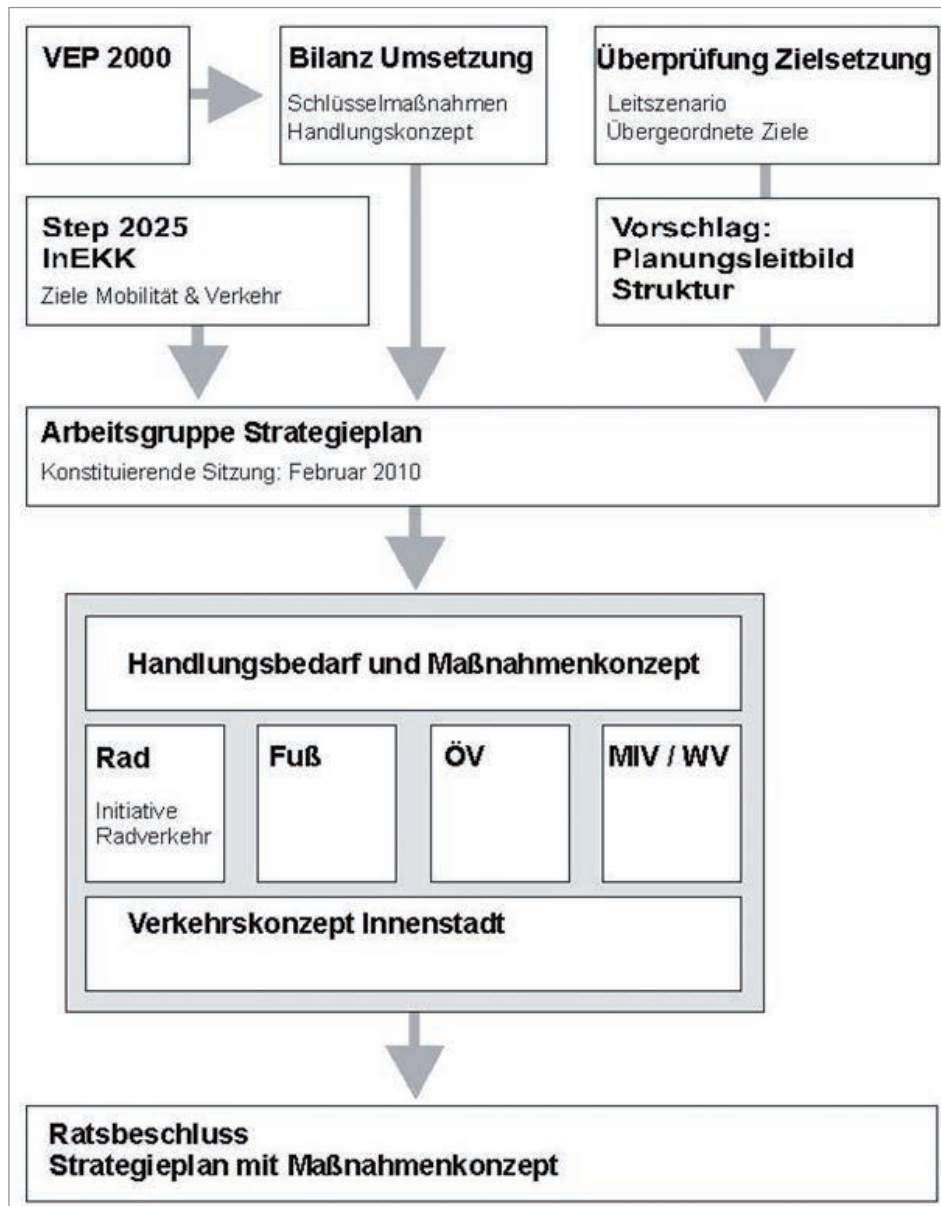 VEP 2000
Bilanz Umsetzung
Schlüsselmaßnahmen
Handlungskonzept
Überprüfung Zielsetzung
Leitszenario
Übergeordnete Ziele
Step 2025
InEKK
Ziele Mobilität & Verkehr
Vorschlag:
Planungsleitbild
Struktur
Arbeitsgruppe Strategieplan
Konstituierende Sitzung: Februar 2010
Handlungsbedarf und Maßnahmenkonzept
Rad
Initiative
Radverkehr
Fuß
ÖV
MIV / WV
Verkehrskonzept Innenstadt
Ratsbeschluss
Strategieplan mit Maßnahmenkonzept